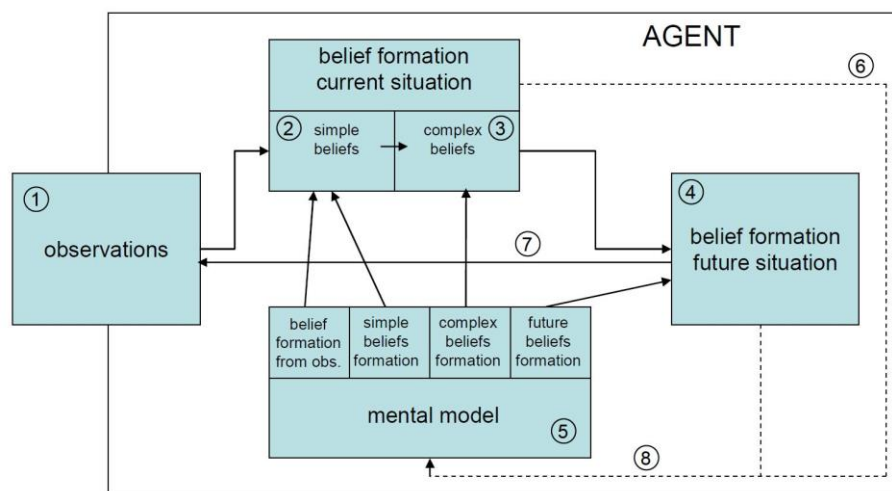 AGENT
belief formation
current situation
⑥
② simple
beliefs
complex ③
beliefs
①
observations
④
belief formation
future situation
⑦
belief
formation
from obs.
simple
beliefs
formation
complex
beliefs
formation
future
beliefs
formation
mental model
⑤
⑧